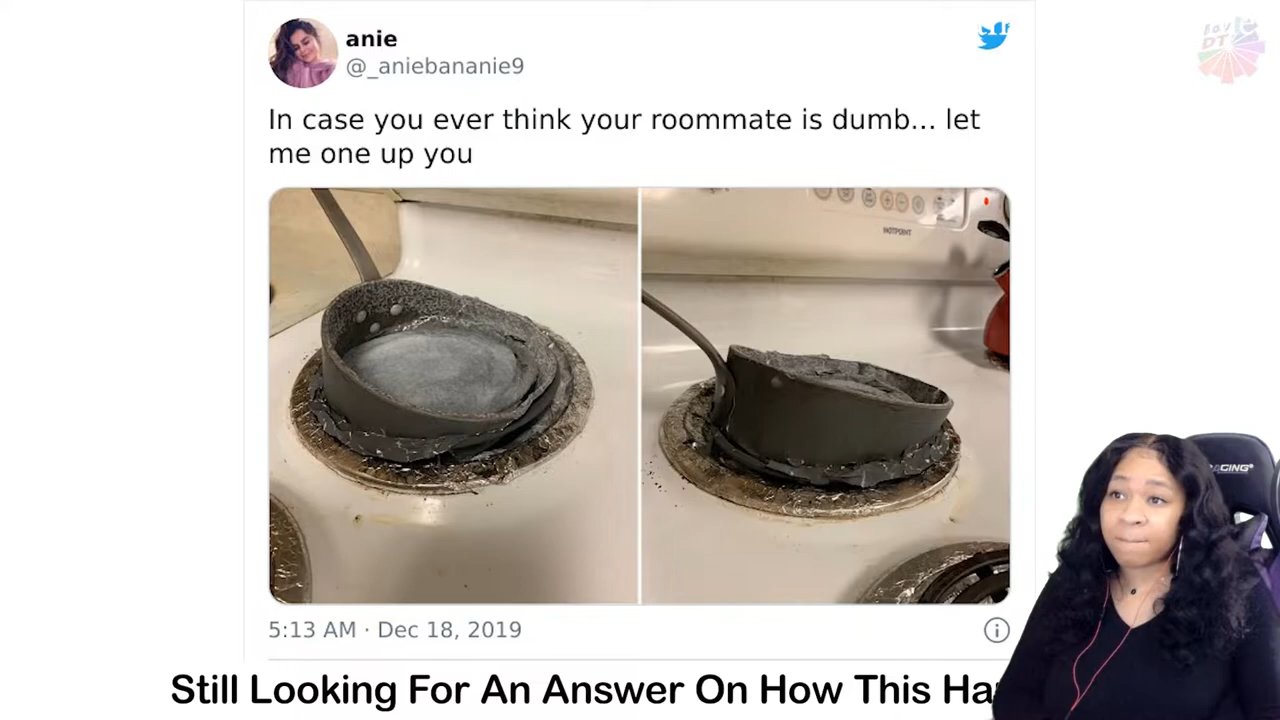 anie
@_aniebananie9
In case you ever think your roommate is dumb... let
me one up you
HOTPOINT
5:13 AM · Dec 18, 2019
Still Looking For An Answer On How This